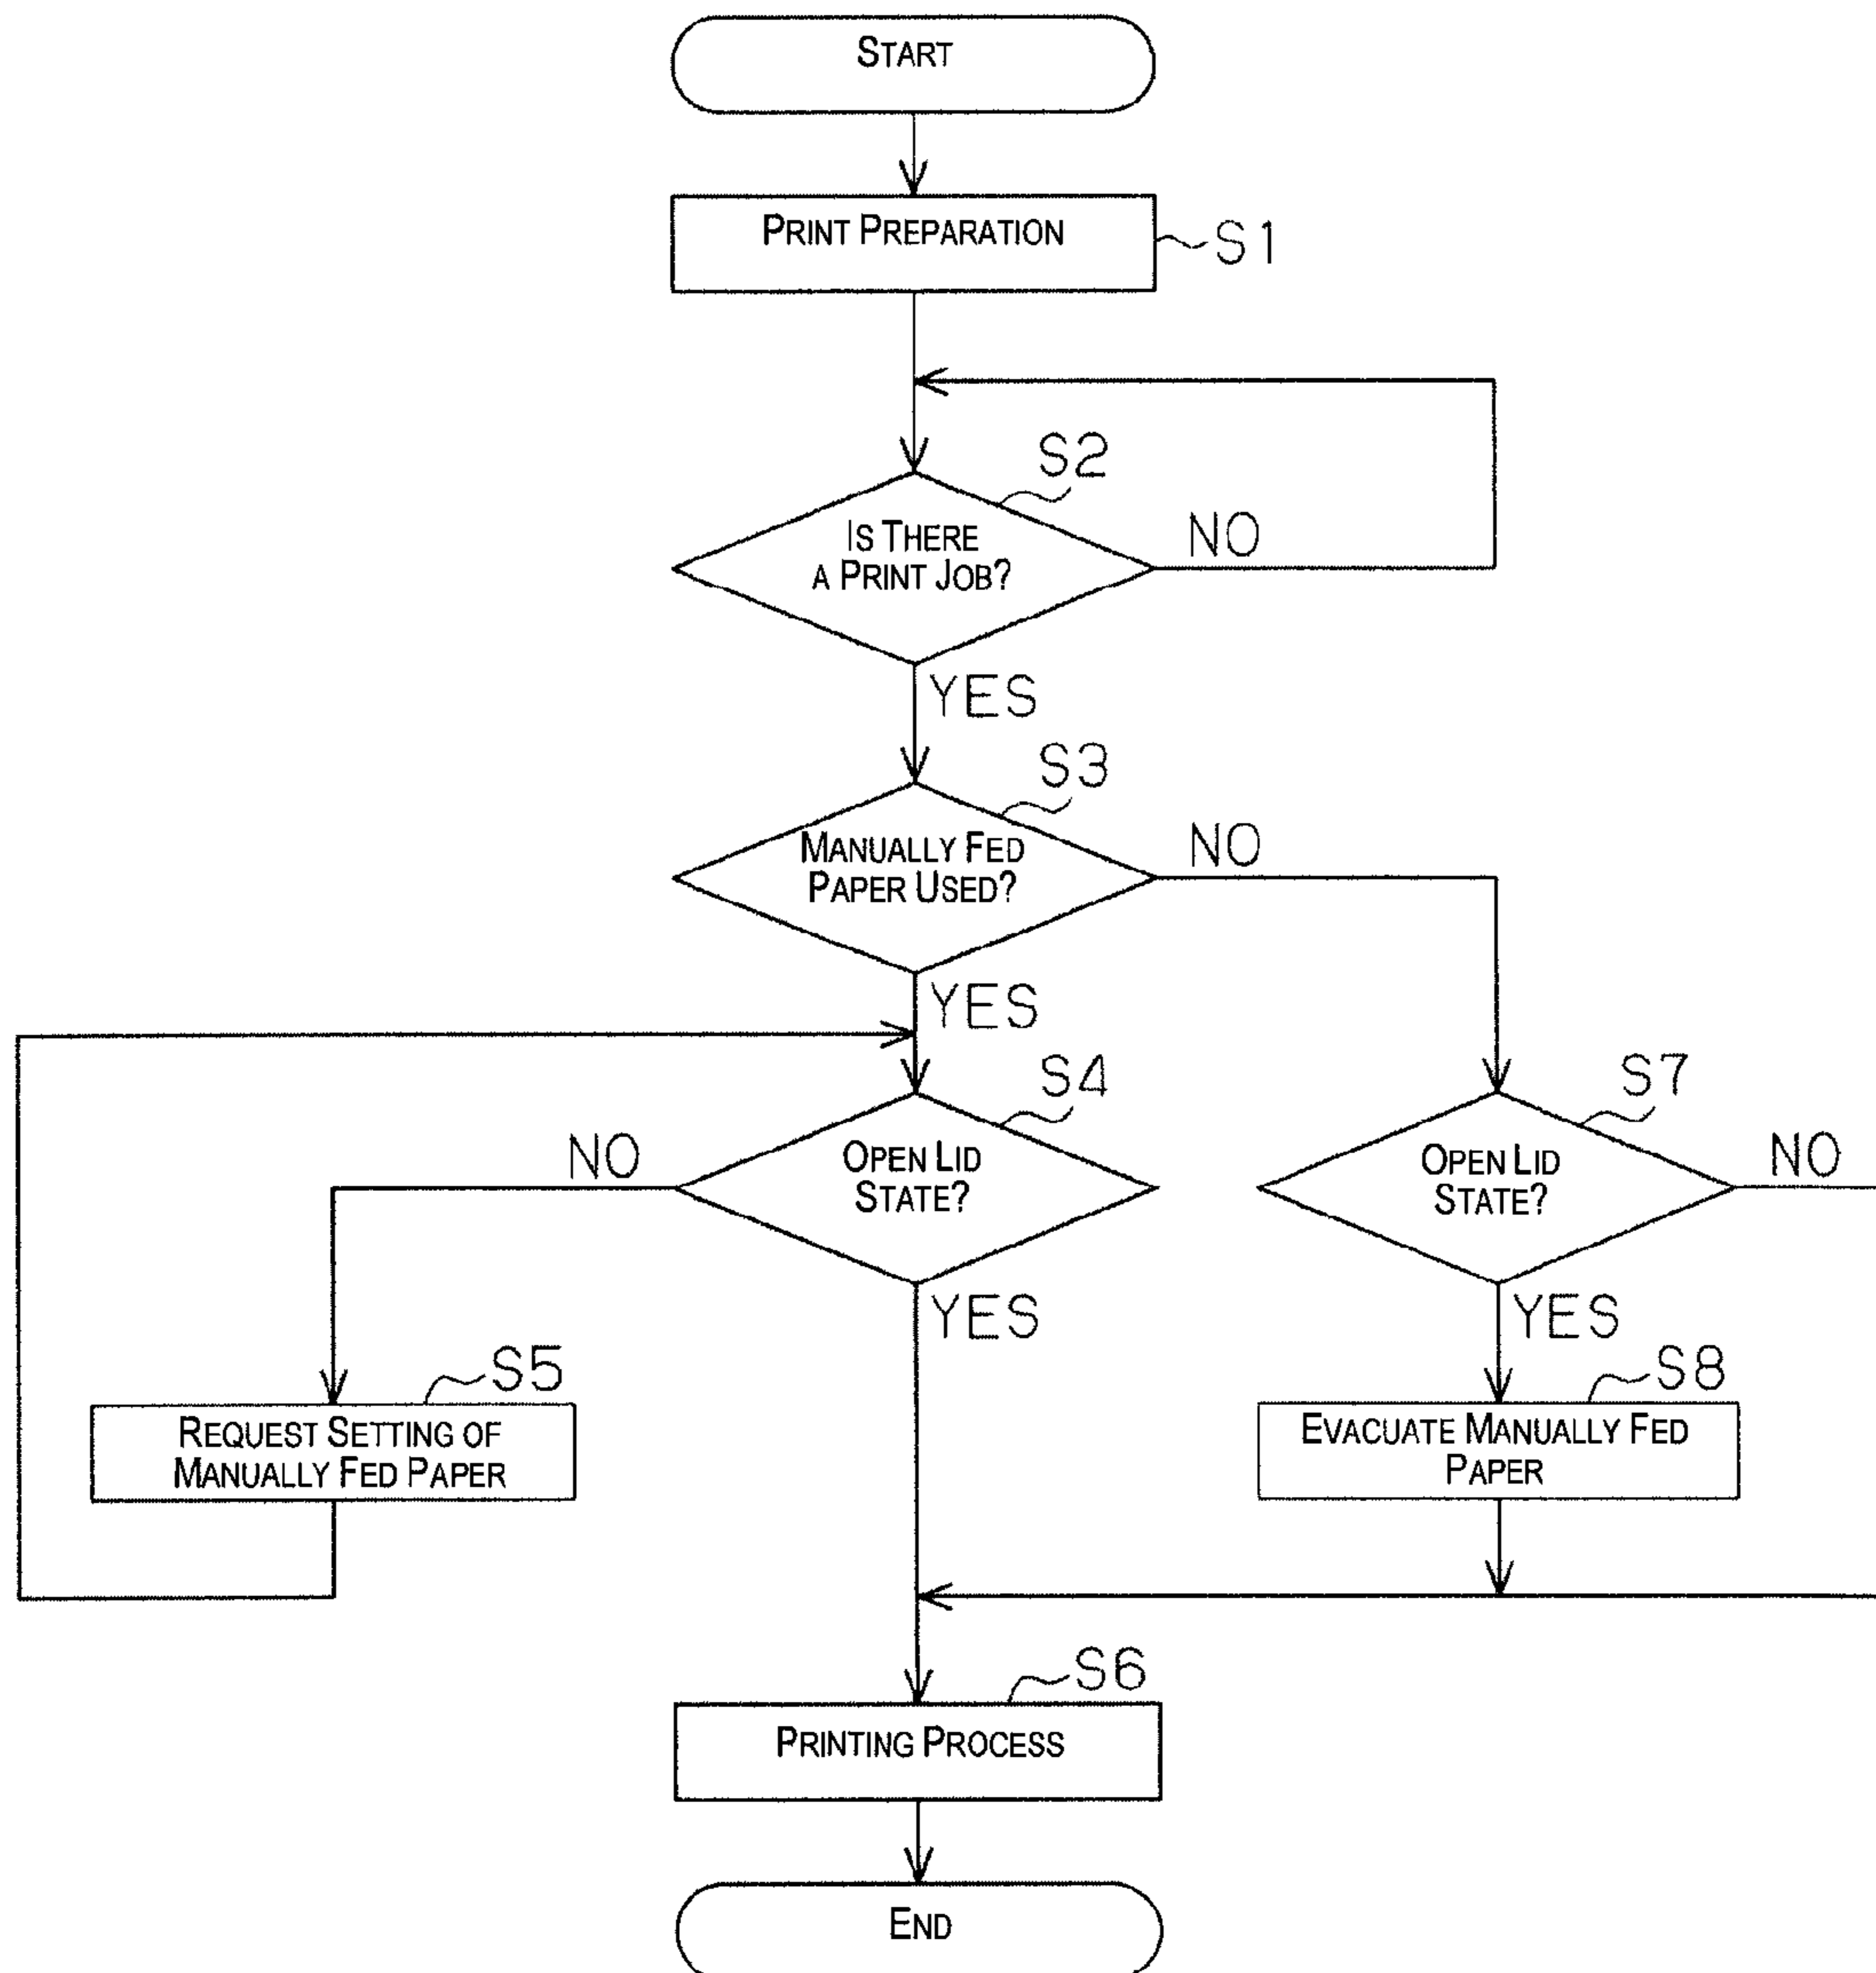 START
PRINT PREPARATION
S1
S2
IS THERE
A PRINT JOB?
NO
YES
S3
MANUALLY FED
PAPER USED?
NO
YES
S4
OPEN LID
STATE?
NO
YES
S7
OPEN LID
STATE?
NO
YES
S5
REQUEST SETTING OF
MANUALLY FED PAPER
S8
EVACUATE MANUALLY FED
PAPER
S6
PRINTING PROCESS
END